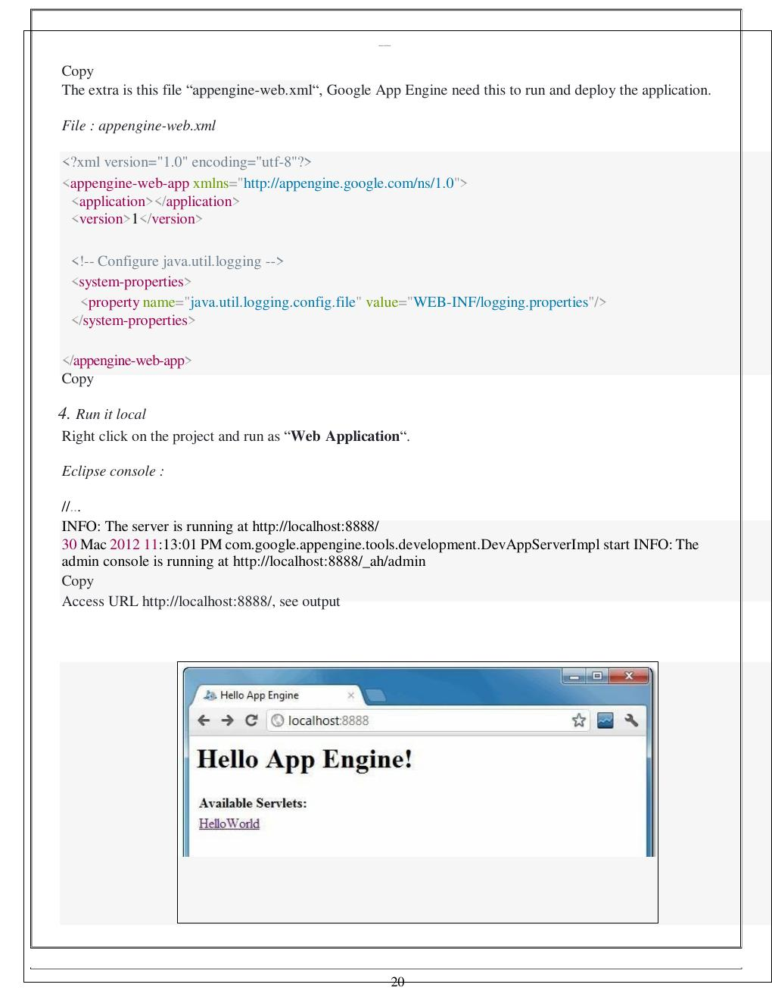 Copy
The extra is this file “appengine-web.xml“, Google App Engine need this to run and deploy the application.
File : appengine-web.xml
<?xml version="1.0" encoding="utf-8"?>
<appengine-web-app xmlns="http://appengine.google.com/ns/1.0">
<application></application>
<version>1</version>
<!-- Configure java.util.logging -->
<system-properties>
<property name="java.util.logging.config.file" value="WEB-INF/logging.properties"/>
</system-properties>
</appengine-web-app>
Copy
4. Run it local
Right click on the project and run as “Web Application“.
Eclipse console :
//...
INFO: The server is running at http://localhost:8888/
30 Mac 2012 11:13:01 PM com.google.appengine.tools.development.DevAppServerImpl start INFO: The
admin console is running at http://localhost:8888/_ah/admin
Copy
Access URL http://localhost:8888/, see output
Hello App Engine
localhost:8888
Hello App Engine!
Available Servlets:
HelloWorld
20